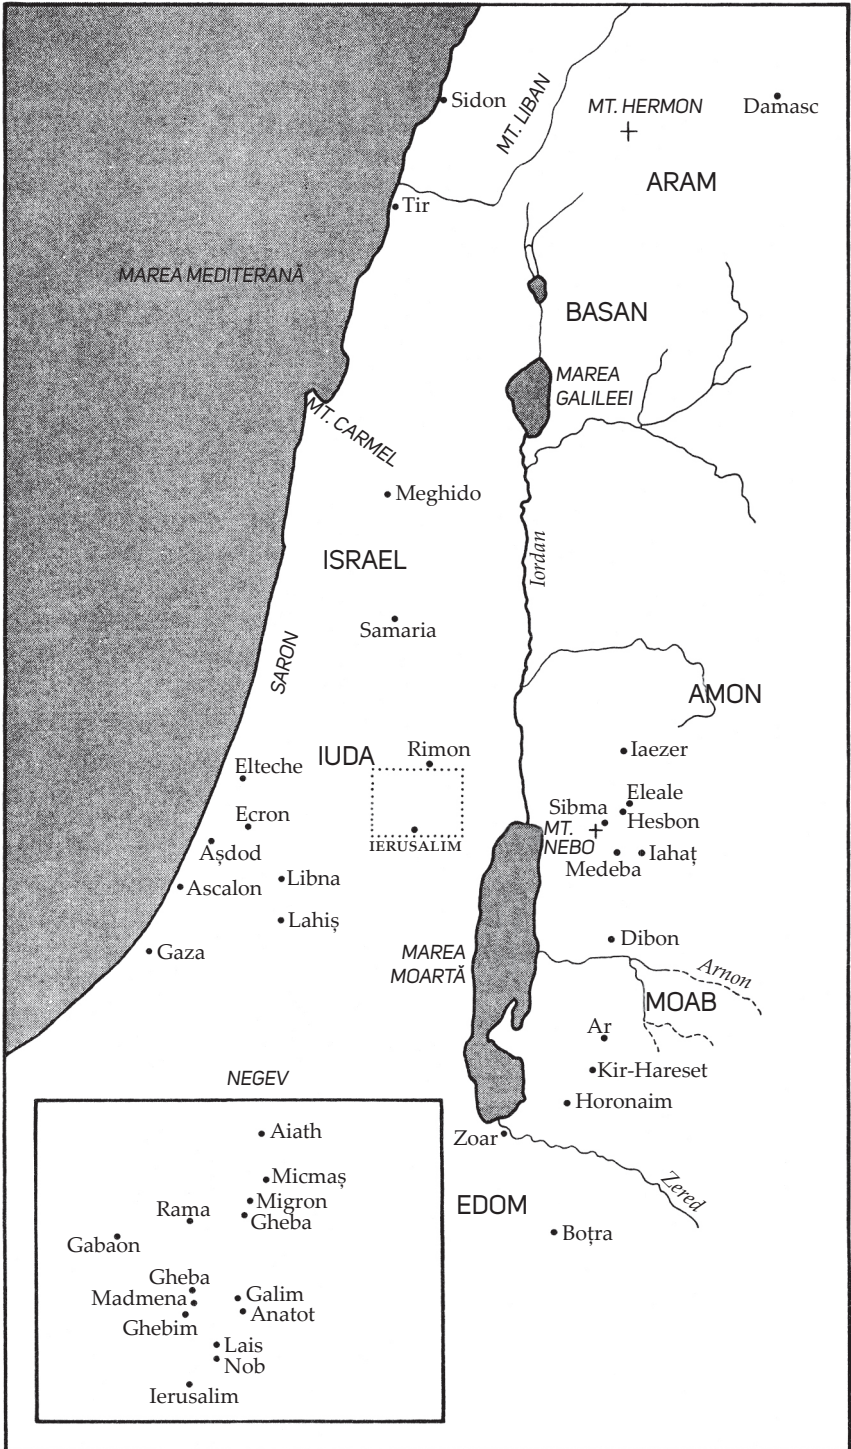 Sidon
MT. LIBAN
MT. HERMON
Damasc
ARAM
Tir
MAREA MEDITERANĂ
BASAN
MAREA
GALILEEI
MT. CARMEL
Meghido
Iordan
ISRAEL
Samaria
SARON
AMON
IUDA
Rimon
Iaezer
Elteche
Eleale
Sibma
Hesbon
Ecron
MT.
NEBO
IERUSALIM
Așdod
Iahaț
Medeba
Libna
Ascalon
Lahiș
Dibon
Gaza
MAREA
MOARTĂ
Arnon
MOAB
Ar
Kir-Hareset
NEGEV
Horonaim
Zoar
Zered
EDOM
Boțra
Aiath
Micmaș
Migron
Rama
Gheba
Gabaon
Gheba
Madmena
Galim
Anatot
Ghebim
Lais
Nob
Ierusalim